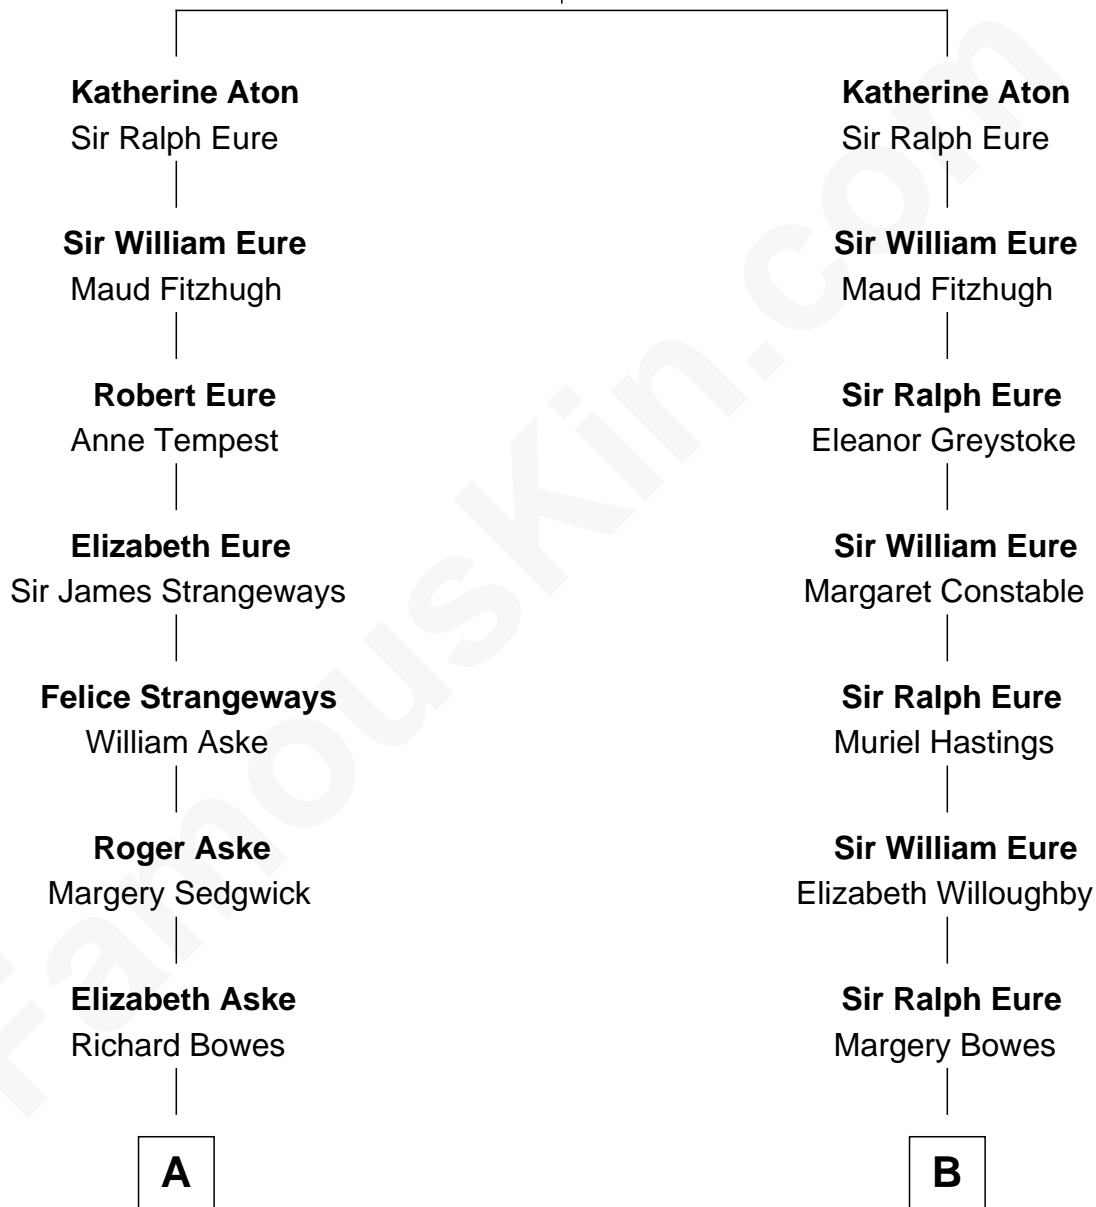 Katherine Aton
Sir Ralph Eure
Sir William Eure
Maud Fitzhugh
Robert Eure
Anne Tempest
Elizabeth Eure
Sir James Strangeways
Felice Strangeways
William Aske
Roger Aske
Margery Sedgwick
Elizabeth Aske
Richard Bowes
A
Katherine Aton
Sir Ralph Eure
Sir William Eure
Maud Fitzhugh
Sir Ralph Eure
Eleanor Greystoke
Sir William Eure
Margaret Constable
Sir Ralph Eure
Muriel Hastings
Sir William Eure
Elizabeth Willoughby
Sir Ralph Eure
Margery Bowes
B
FamousKin.com